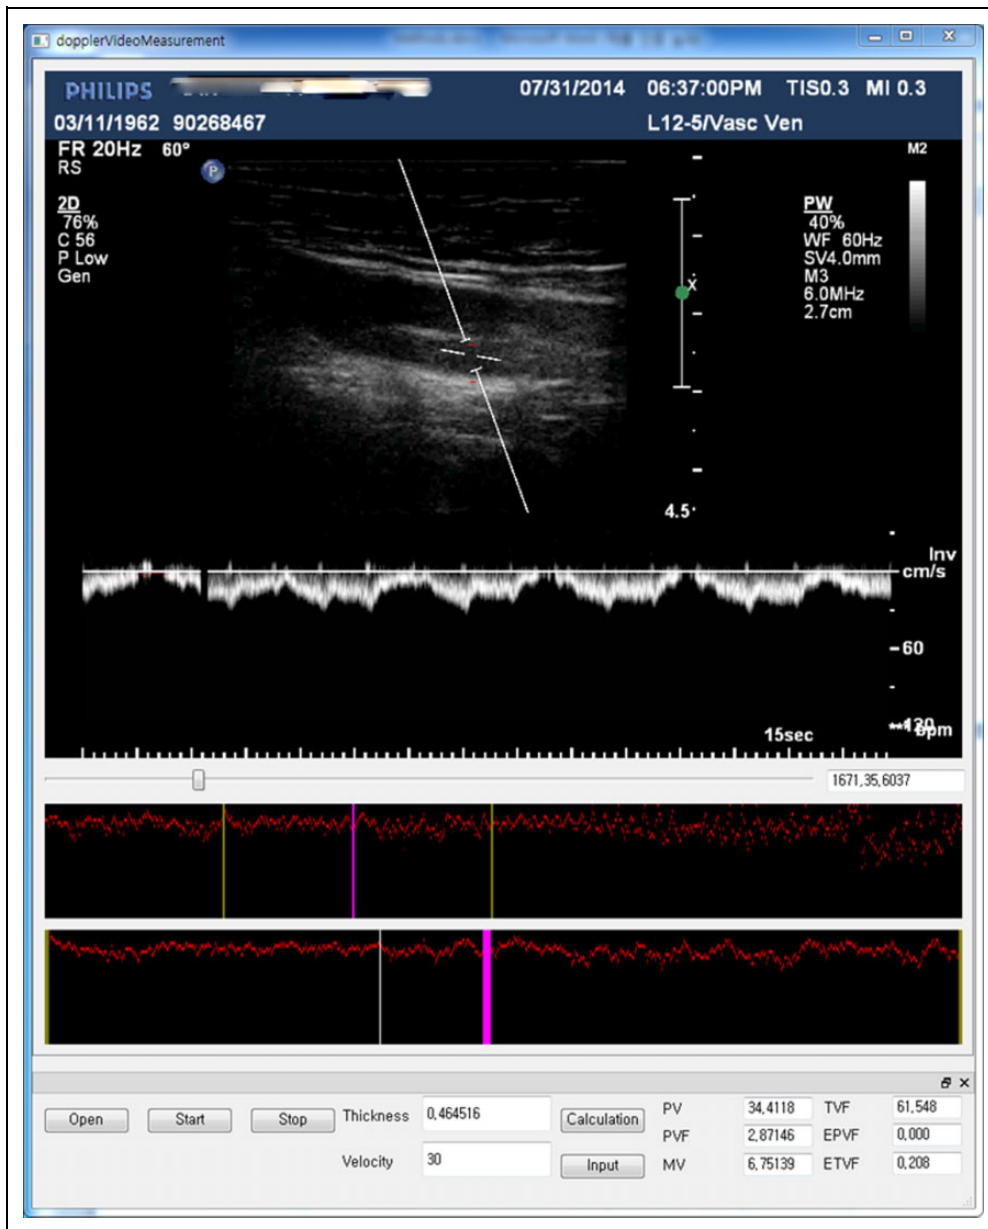 dopplerVideoMeasurement
PHILIPS 07/31/2014 06:37:00PM TIS0.3 MI 0.3
03/11/1962 90268467 L12-5/Vasc Ven
FR 20Hz 60° M2
RS
P
2D
76%
C 56
P Low
Gen
PW
40%
WF 60Hz
SV4.0mm
M3
6.0MHz
2.7cm
X
4.5
Inv
cm/s
-60
bpm
15sec
1671,35,6037
Open Start Stop Thickness 0,464516 Calculation PV 34,4118 TVF 61,548
PVF 2,87146 EPVF 0,000
Velocity 30 Input MV 6,75139 ETVF 0,208